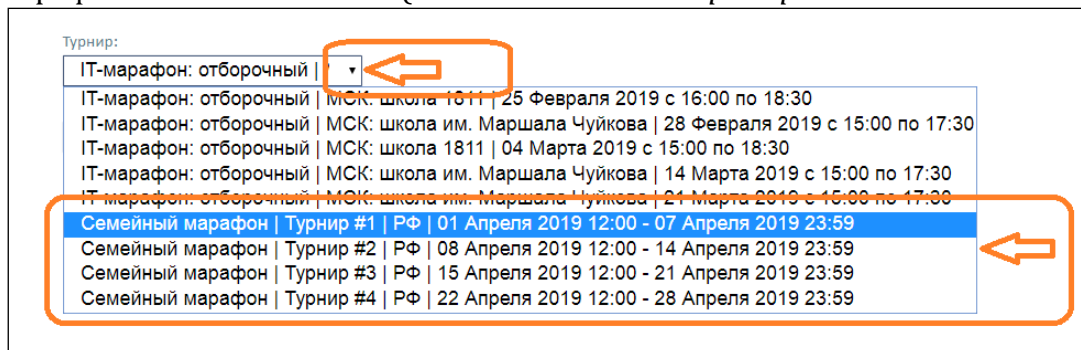 Турнир:
IT-марафон: отборочный |
IT-марафон: отборочный | МСК: школа 1811 | 25 Февраля 2019 с 16:00 по 18:30
IT-марафон: отборочный | МСК: школа им. Маршала Чуйкова | 28 Февраля 2019 с 15:00 по 17:30
IT-марафон: отборочный | МСК: школа 1811 | 04 Марта 2019 с 15:00 по 18:30
IT-марафон: отборочный | МСК: школа им. Маршала Чуйкова | 14 Марта 2019 с 15:00 по 17:30
IT-марафон: отборочный | МСК: школа им. Маршала Чуйкова | 21 Марта 2019 с 15:00 по 17:30
Семейный марафон | Турнир #1 | РФ | 01 Апреля 2019 12:00 - 07 Апреля 2019 23:59
Семейный марафон | Турнир #2 | РФ | 08 Апреля 2019 12:00 - 14 Апреля 2019 23:59
Семейный марафон | Турнир #3 | РФ | 15 Апреля 2019 12:00 - 21 Апреля 2019 23:59
Семейный марафон | Турнир #4 | РФ | 22 Апреля 2019 12:00 - 28 Апреля 2019 23:59